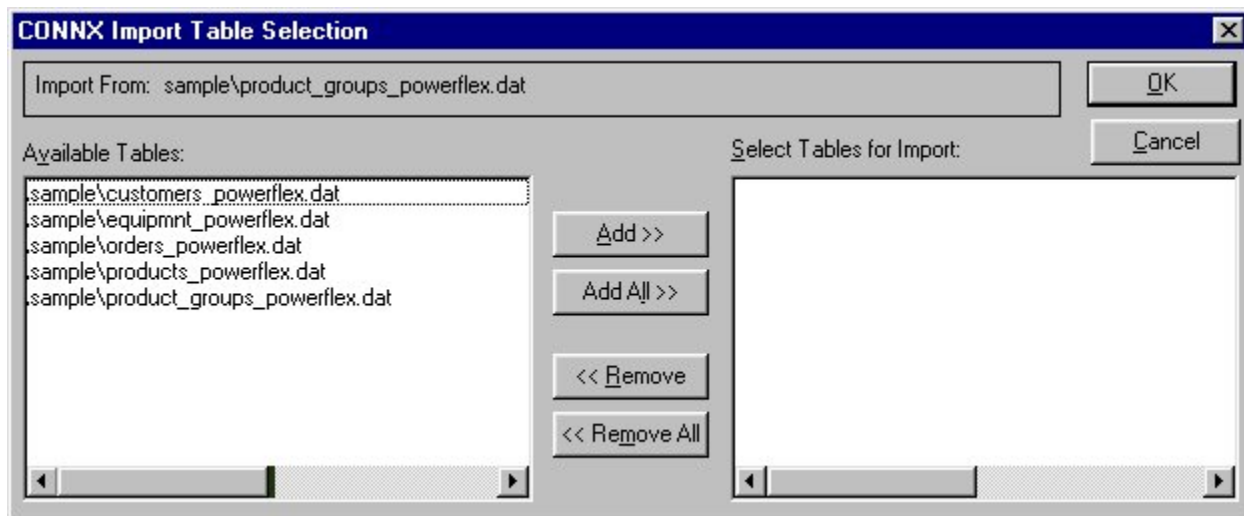 CONNX Import Table Selection
Import From: sample\product_groups_powerflex.dat
OK
Cancel
Available Tables:
Select Tables for Import:
.sample\customers_powerflex.dat
.sample\equipmnt_powerflex.dat
.sample\orders_powerflex.dat
.sample\products_powerflex.dat
.sample\product_groups_powerflex.dat
Add >>
Add All >>
<< Remove
<< Remove All